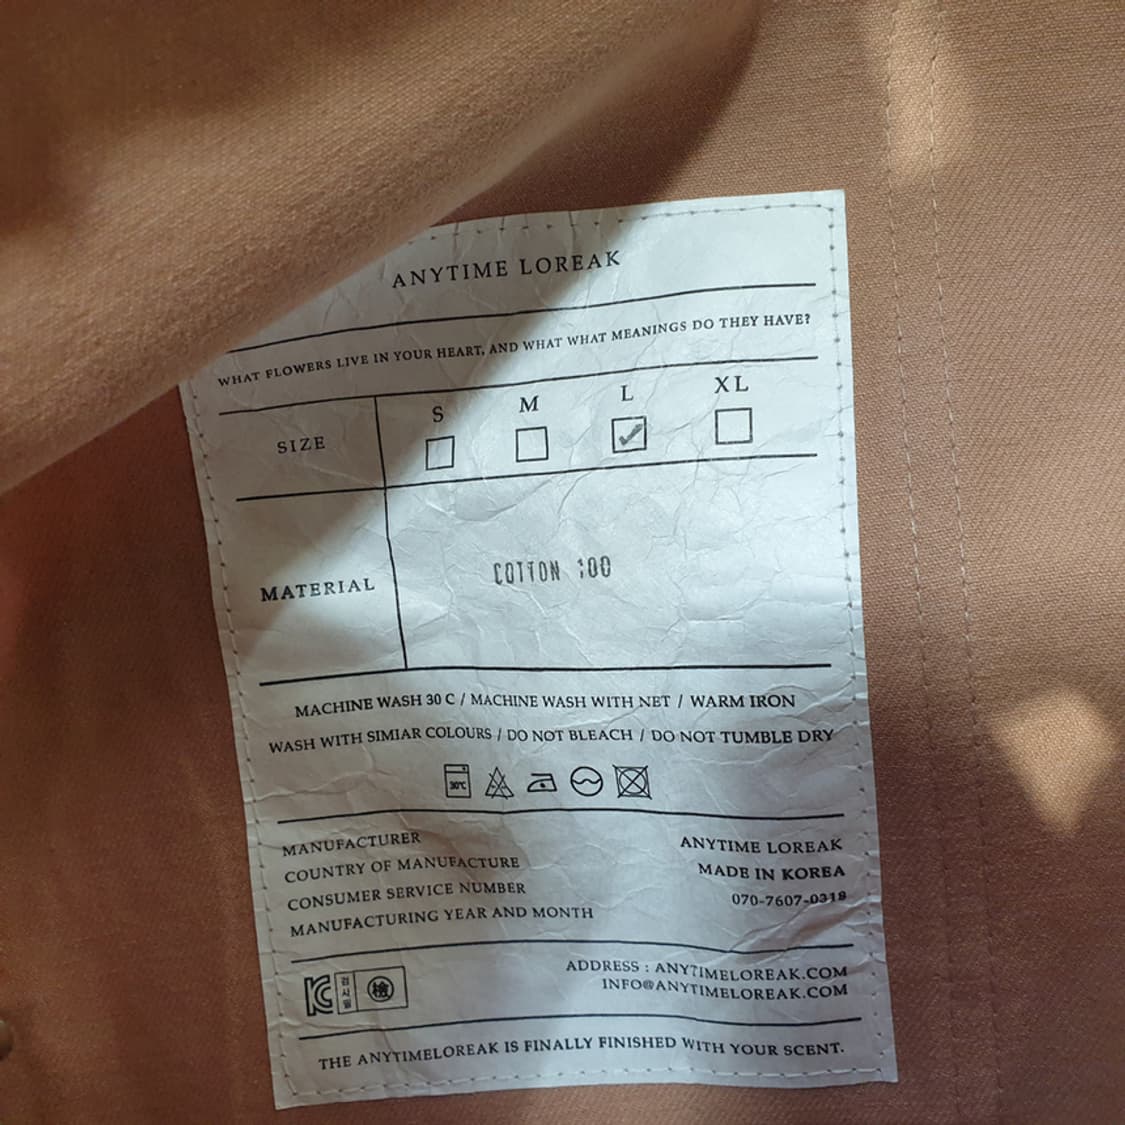 ANYTIME LOREAK
WHAT FLOWERS LIVE IN YOUR HEART, AND WHAT WHAT MEANINGS DO THEY HAVE?
SIZE S M L XL
MATERIAL COTTON 100
MACHINE WASH 30 C / MACHINE WASH WITH NET / WARM IRON
WASH WITH SIMIAR COLOURS / DO NOT BLEACH / DO NOT TUMBLE DRY
30℃
MANUFACTURER ANYTIME LOREAK
COUNTRY OF MANUFACTURE MADE IN KOREA
CONSUMER SERVICE NUMBER 070-7607-0318
MANUFACTURING YEAR AND MONTH
KC 검사필 檢
ADDRESS : ANYTIMELOREAK.COM
INFO@ANYTIMELOREAK.COM
THE ANYTIMELOREAK IS FINALLY FINISHED WITH YOUR SCENT.